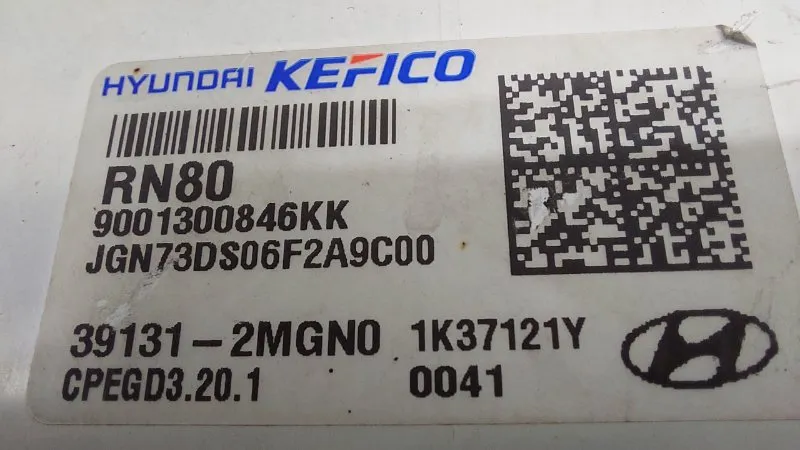 HYUNDAI KEFICO
RN80
9001300846KK
JGN73DS06F2A9C00
39131-2MGN0 1K37121Y
CPEGD3.20.1 0041